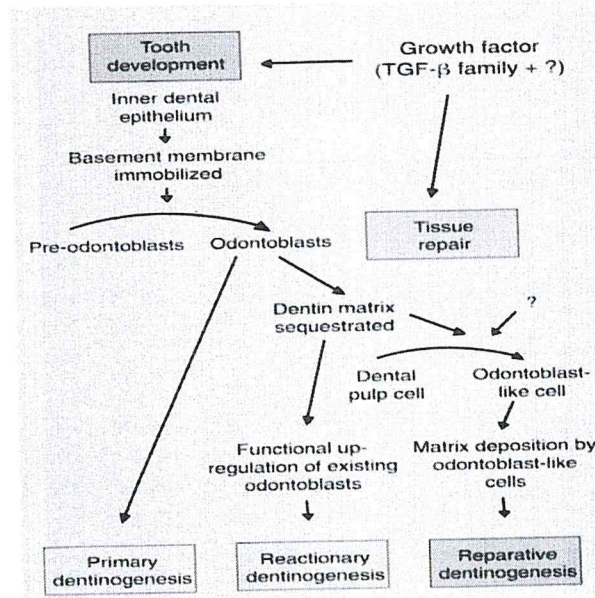 Tooth
development
Growth factor
(TGF-β family + ?)
Inner dental
epithelium
Basement membrane
immobilized
Pre-odontoblasts
Odontoblasts
Tissue
repair
Dentin matrix
sequestrated
?
Dental
pulp cell
Odontoblast-
like cell
Functional up-
regulation of existing
odontoblasts
Matrix deposition by
odontoblast-like
cells
Primary
dentinogenesis
Reactionary
dentinogenesis
Reparative
dentinogenesis